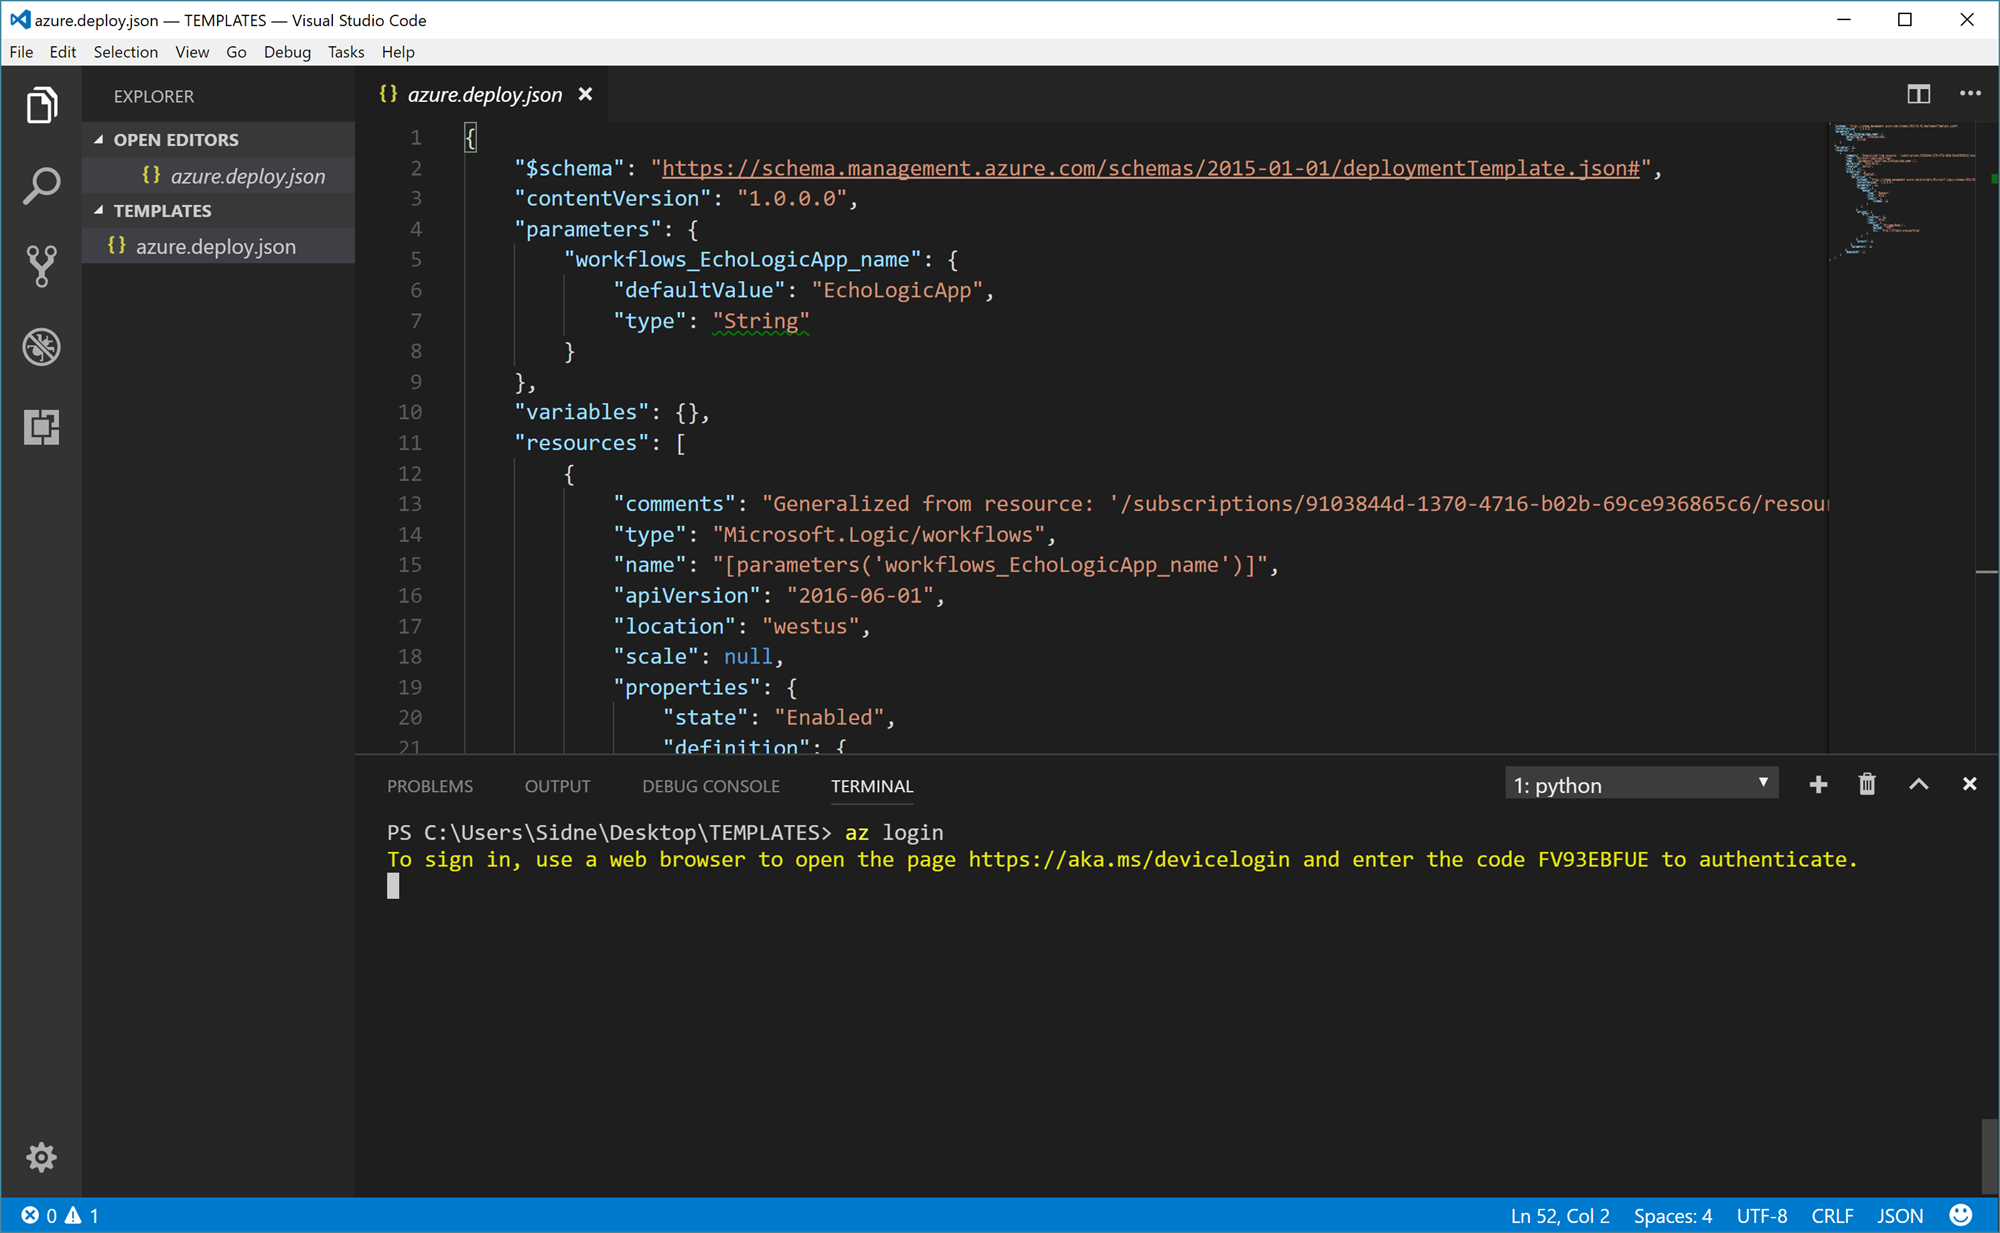 azure.deploy.json — TEMPLATES — Visual Studio Code
File Edit Selection View Go Debug Tasks Help
EXPLORER
OPEN EDITORS
{} azure.deploy.json
TEMPLATES
{} azure.deploy.json
{} azure.deploy.json
1 {
2 "$schema": "https://schema.management.azure.com/schemas/2015-01-01/deploymentTemplate.json#",
3 "contentVersion": "1.0.0.0",
4 "parameters": {
5 "workflows_EchoLogicApp_name": {
6 "defaultValue": "EchoLogicApp",
7 "type": "String"
8 }
9 },
10 "variables": {},
11 "resources": [
12 {
13 "comments": "Generalized from resource: '/subscriptions/9103844d-1370-4716-b02b-69ce936865c6/resou
14 "type": "Microsoft.Logic/workflows",
15 "name": "[parameters('workflows_EchoLogicApp_name')]",
16 "apiVersion": "2016-06-01",
17 "location": "westus",
18 "scale": null,
19 "properties": {
20 "state": "Enabled",
21 "definition": {
PROBLEMS OUTPUT DEBUG CONSOLE TERMINAL
1: python
PS C:\Users\Sidne\Desktop\TEMPLATES> az login
To sign in, use a web browser to open the page https://aka.ms/devicelogin and enter the code FV93EBFUE to authenticate.
0 1
Ln 52, Col 2 Spaces: 4 UTF-8 CRLF JSON